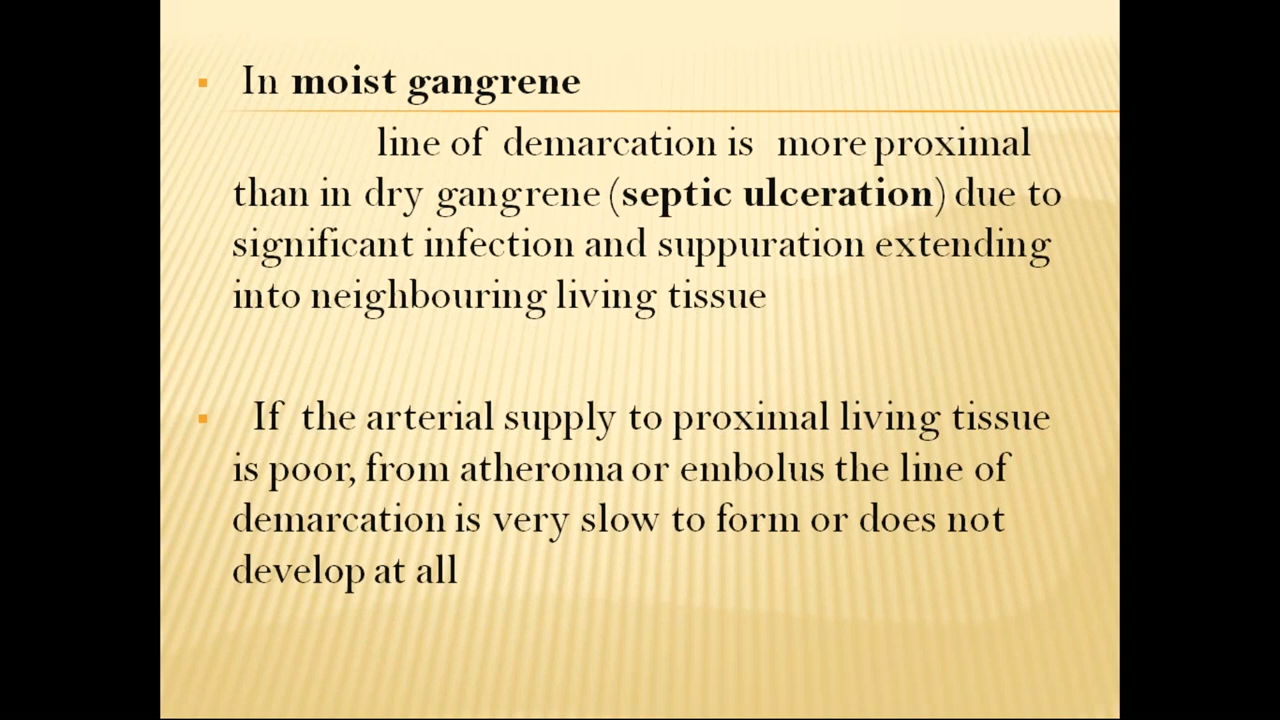 In moist gangrene
line of demarcation is more proximal
than in dry gangrene (septic ulceration) due to
significant infection and suppuration extending
into neighbouring living tissue
If the arterial supply to proximal living tissue
is poor, from atheroma or embolus the line of
demarcation is very slow to form or does not
develop at all